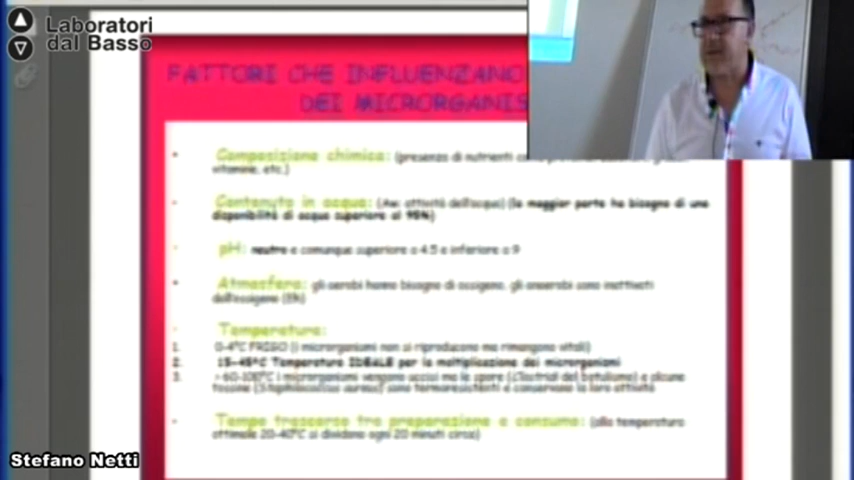 Laboratori
dal Basso
FATTORI CHE INFLUENZANO
DEI MICRORGANIS
• Composizione chimica: (presenza di nutrienti
vitamine, etc.)
• Contenuto in acqua: (Aw: attività dell'acqua) (la maggior parte ha bisogno di una
disponibilità di acqua superiore al 95%)
• pH: neutro e comunque superiore a 4.5 e inferiore a 9
• Atmosfera: gli aerobi hanno bisogno di ossigeno, gli anaerobi sono inattivati
dall'ossigeno
• Temperatura:
1. 0-4°C FRIGO (i microrganismi non si riproducono ma rimangono vitali)
2. 15-45°C Temperatura IDEALE per la moltiplicazione dei microrganismi
3. > 60-100°C i microrganismi vengono uccisi ma le spore (Clostridi del botulismo) e alcune
tossine (Staphilococcus aureus) sono termoresistenti e conservano la loro attività
• Tempo trascorso tra preparazione e consumo: (alla temperatura
ottimale 20-40°C si dividono ogni 20 minuti circa)
Stefano Netti